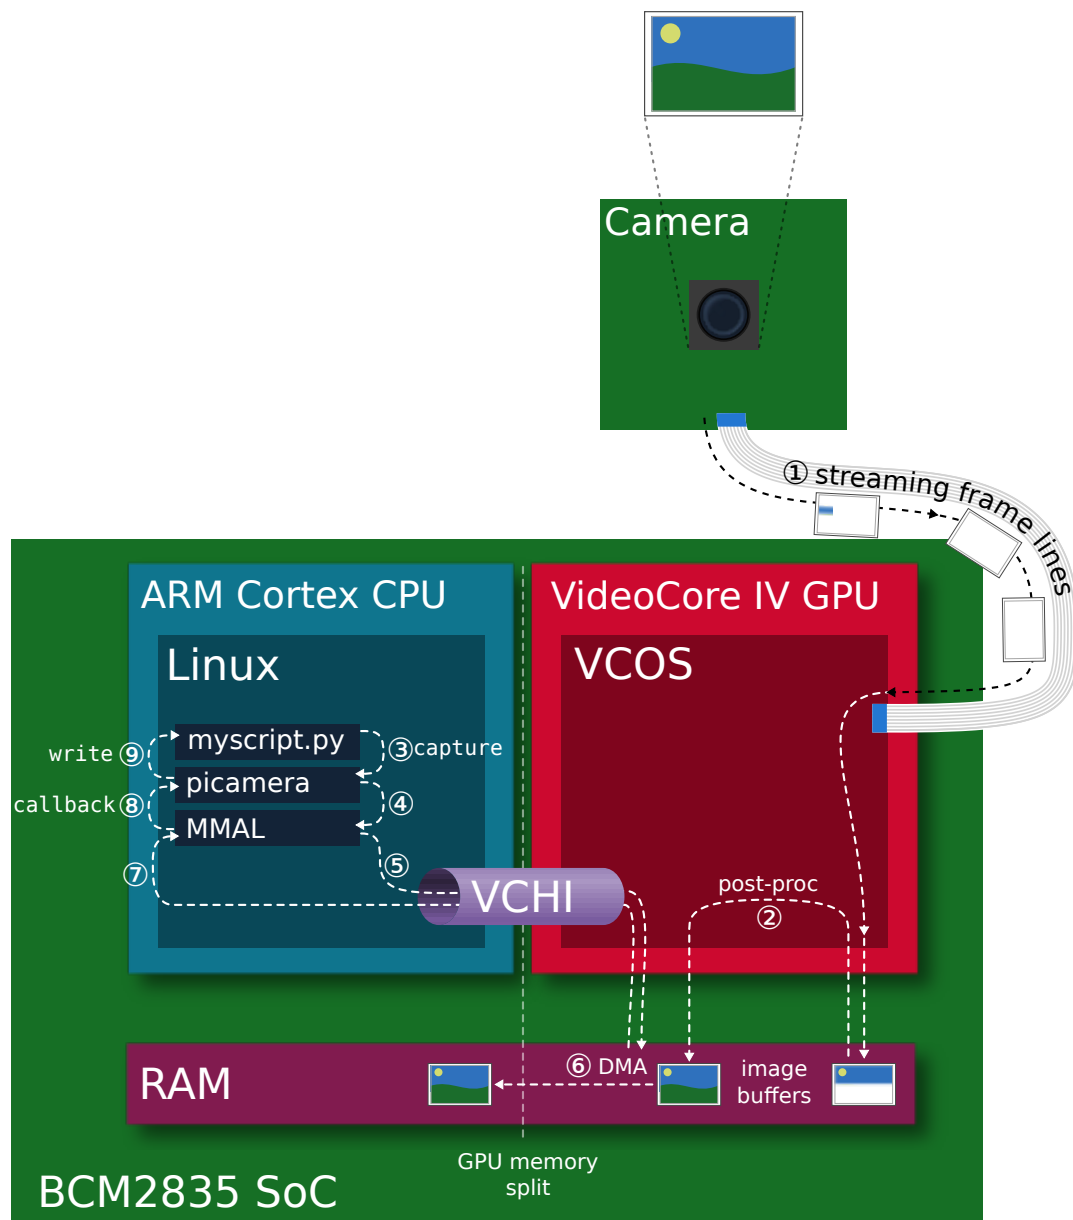 Camera
① streaming frame lines
ARM Cortex CPU
VideoCore IV GPU
Linux
VCOS
myscript.py
write ⑨
③ capture
picamera
callback ⑧
④
MMAL
⑦
⑤
VCHI
post-proc
②
RAM
⑥ DMA
image
buffers
GPU memory
split
BCM2835 SoC